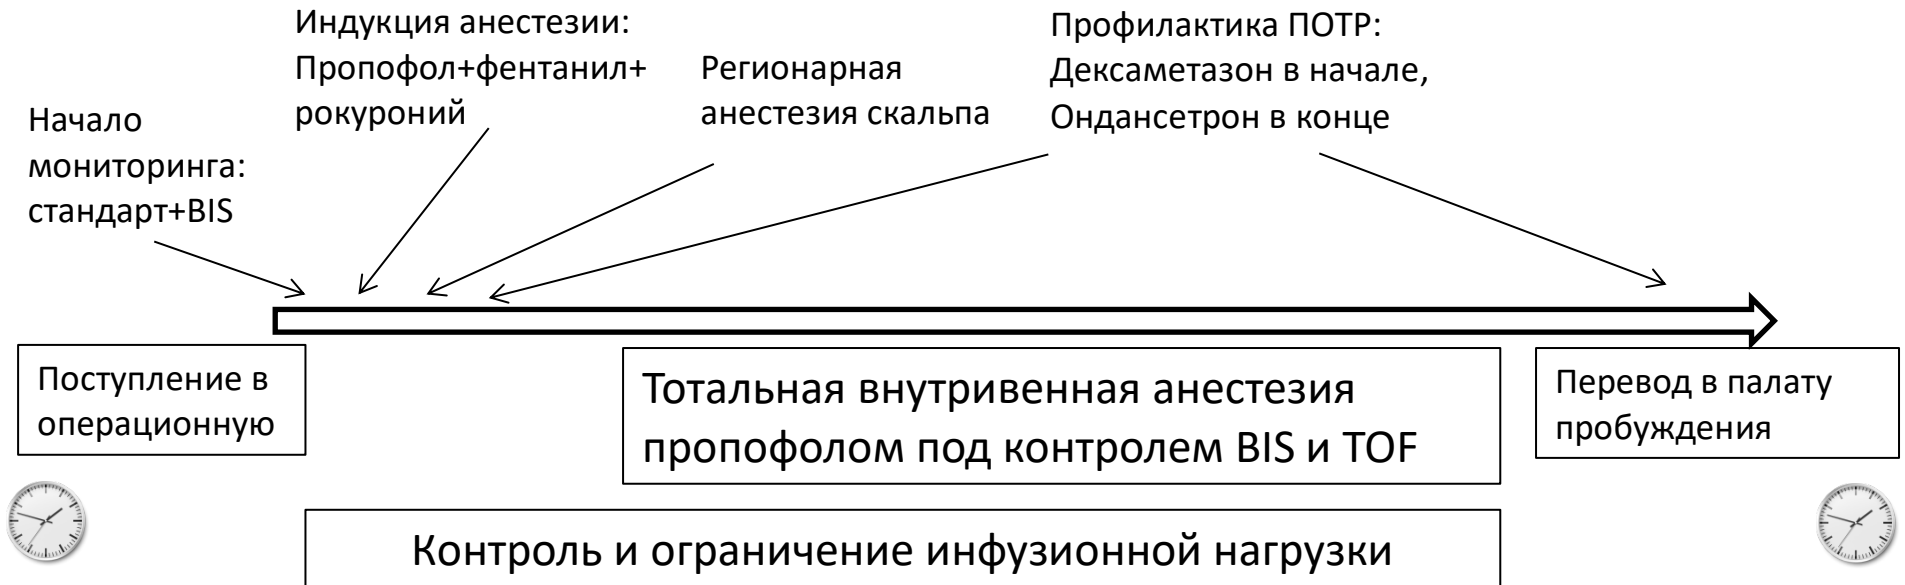 Начало
мониторинга:
стандарт+BIS
Индукция анестезии:
Пропофол+фентанил+
рокуроний
Регионарная
анестезия скальпа
Профилактика ПОТР:
Дексаметазон в начале,
Ондансетрон в конце
Поступление в
операционную
Тотальная внутривенная анестезия
пропофолом под контролем BIS и TOF
Перевод в палату
пробуждения
Контроль и ограничение инфузионной нагрузки